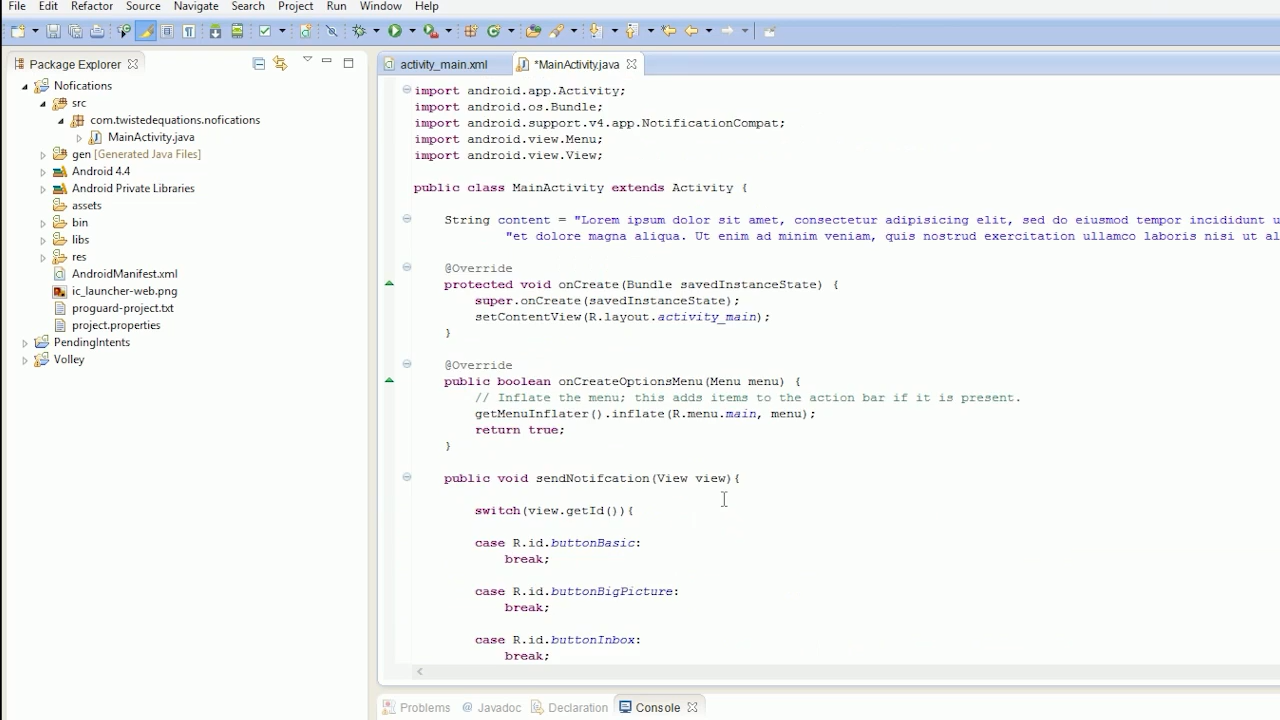 File Edit Refactor Source Navigate Search Project Run Window Help
Package Explorer
activity_main.xml
*MainActivity.java
Nofications
src
com.twistedequations.nofications
MainActivity.java
gen [Generated Java Files]
Android 4.4
Android Private Libraries
assets
bin
libs
res
AndroidManifest.xml
ic_launcher-web.png
proguard-project.txt
project.properties
PendingIntents
Volley
import android.app.Activity;
import android.os.Bundle;
import android.support.v4.app.NotificationCompat;
import android.view.Menu;
import android.view.View;
public class MainActivity extends Activity {
String content = "Lorem ipsum dolor sit amet, consectetur adipisicing elit, sed do eiusmod tempor incididunt u
"et dolore magna aliqua. Ut enim ad minim veniam, quis nostrud exercitation ullamco laboris nisi ut al
@Override
protected void onCreate(Bundle savedInstanceState) {
super.onCreate(savedInstanceState);
setContentView(R.layout.activity_main);
}
@Override
public boolean onCreateOptionsMenu(Menu menu) {
// Inflate the menu; this adds items to the action bar if it is present.
getMenuInflater().inflate(R.menu.main, menu);
return true;
}
public void sendNotifcation(View view){
switch(view.getId()){
case R.id.buttonBasic:
break;
case R.id.buttonBigPicture:
break;
case R.id.buttonInbox:
break;
Problems
@ Javadoc
Declaration
Console